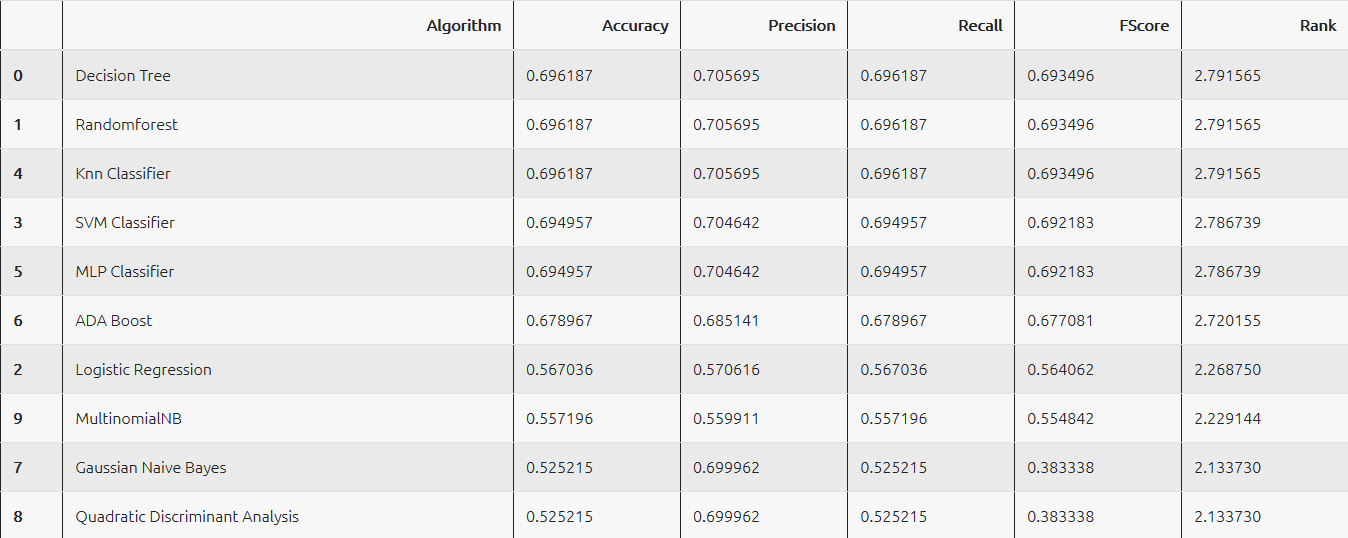 Algorithm Accuracy Precision Recall FScore Rank
0 Decision Tree 0.696187 0.705695 0.696187 0.693496 2.791565
1 Randomforest 0.696187 0.705695 0.696187 0.693496 2.791565
4 Knn Classifier 0.696187 0.705695 0.696187 0.693496 2.791565
3 SVM Classifier 0.694957 0.704642 0.694957 0.692183 2.786739
5 MLP Classifier 0.694957 0.704642 0.694957 0.692183 2.786739
6 ADA Boost 0.678967 0.685141 0.678967 0.677081 2.720155
2 Logistic Regression 0.567036 0.570616 0.567036 0.564062 2.268750
9 MultinomialNB 0.557196 0.559911 0.557196 0.554842 2.229144
7 Gaussian Naive Bayes 0.525215 0.699962 0.525215 0.383338 2.133730
8 Quadratic Discriminant Analysis 0.525215 0.699962 0.525215 0.383338 2.133730